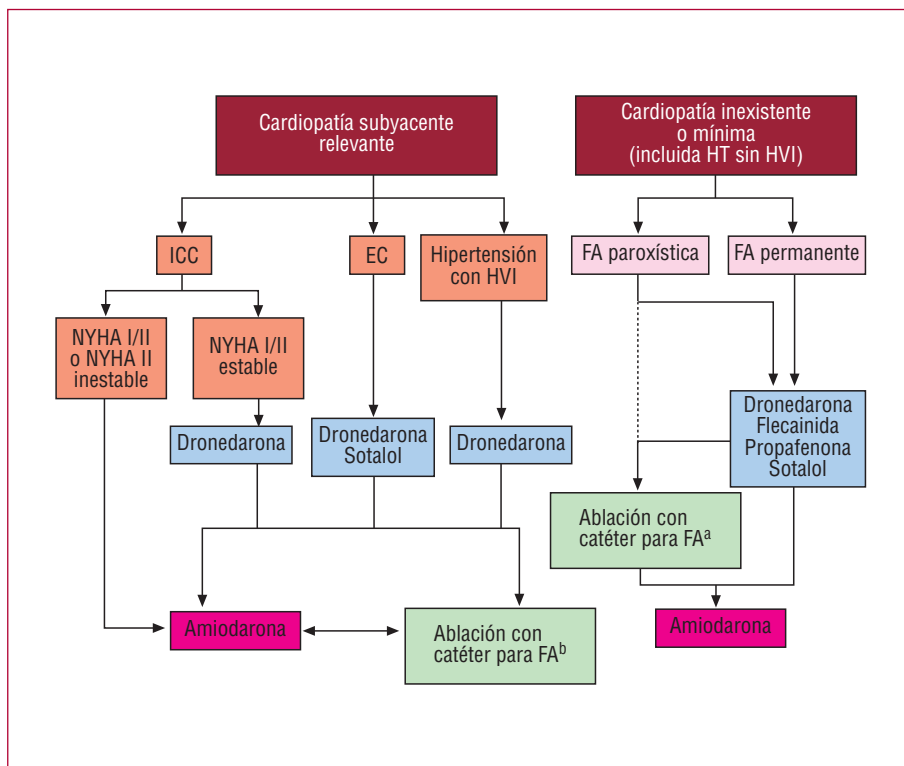 Cardiopatía subyacente
relevante
Cardiopatía inexistente
o mínima
(incluida HT sin HVI)
ICC
EC
Hipertensión
con HVI
FA paroxística
FA permanente
NYHA I/II
o NYHA II
inestable
NYHA I/II
estable
Dronedarona
Dronedarona
Sotalol
Dronedarona
Dronedarona
Flecainida
Propafenona
Sotalol
Ablación con
catéter para FAa
Amiodarona
Ablación con
catéter para FAb
Amiodarona